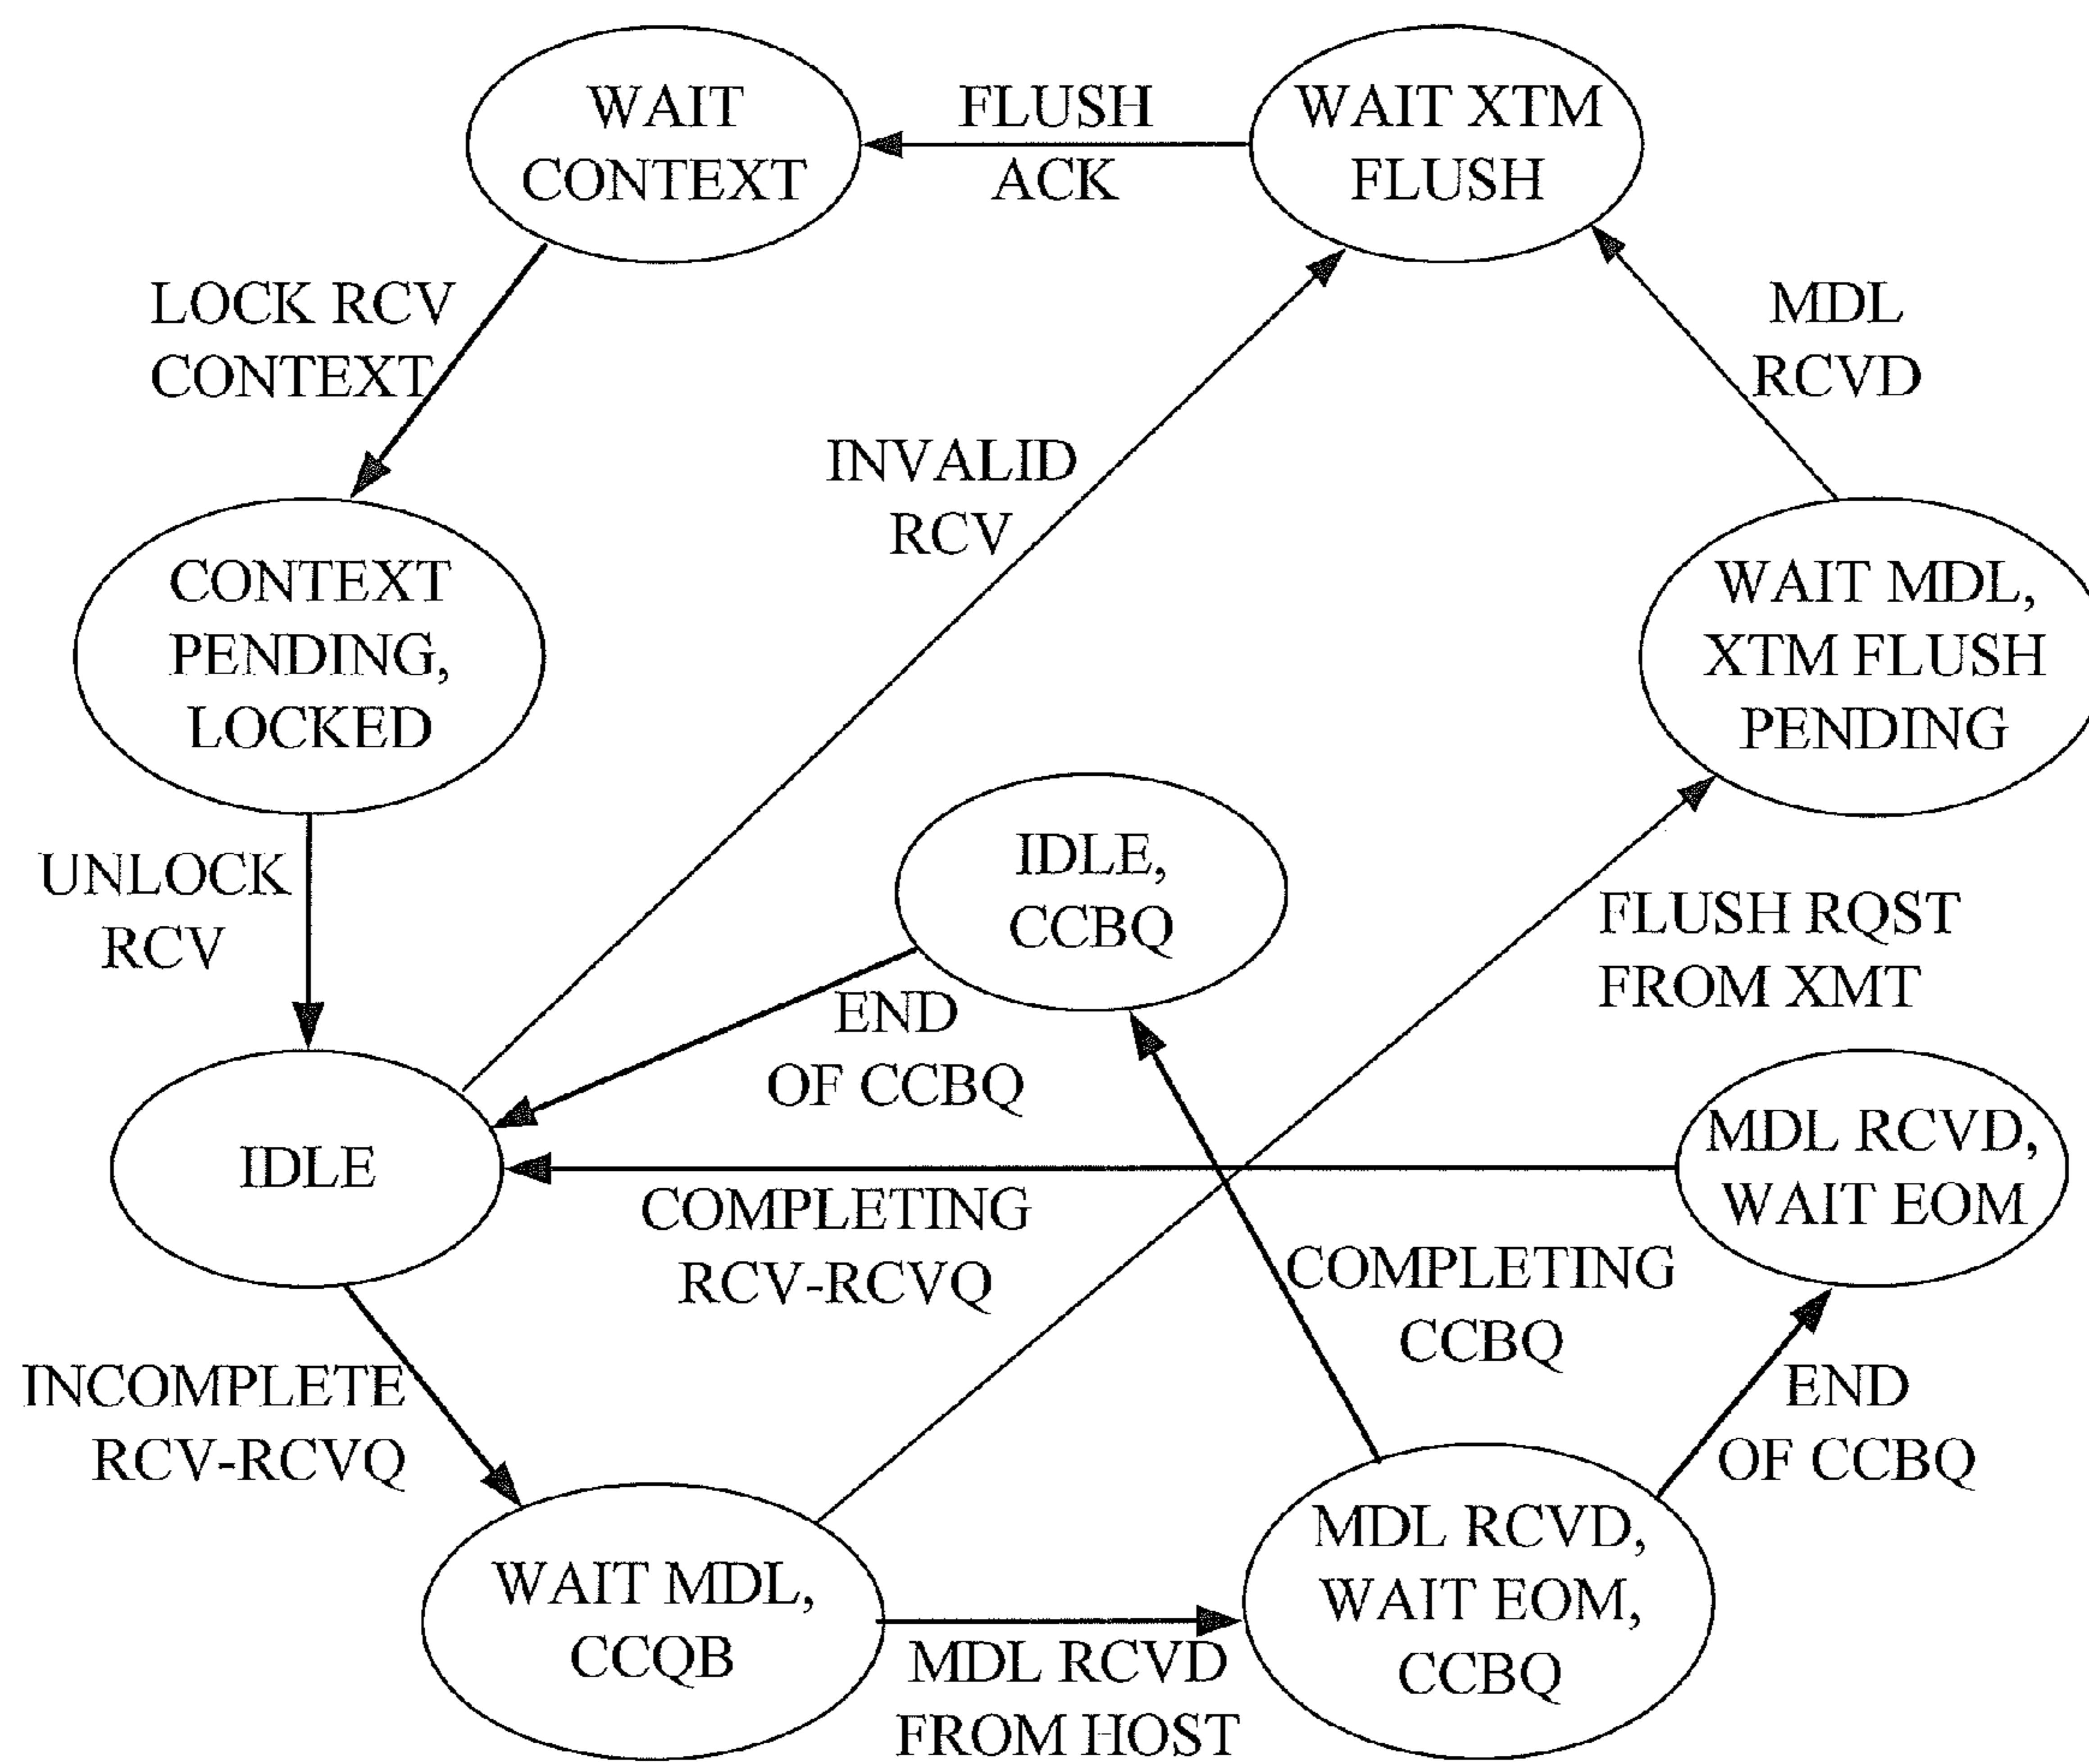 WAIT
CONTEXT
FLUSH
ACK
WAIT XTM
FLUSH
LOCK RCV
CONTEXT
MDL
RCVD
INVALID
RCV
CONTEXT
PENDING,
LOCKED
WAIT MDL,
XTM FLUSH
PENDING
UNLOCK
RCV
IDLE,
CCBQ
FLUSH RQST
FROM XMT
END
OF CCBQ
IDLE
MDL RCVD,
WAIT EOM
COMPLETING
RCV-RCVQ
COMPLETING
CCBQ
INCOMPLETE
RCV-RCVQ
END
OF CCBQ
WAIT MDL,
CCQB
MDL RCVD
FROM HOST
MDL RCVD,
WAIT EOM,
CCBQ